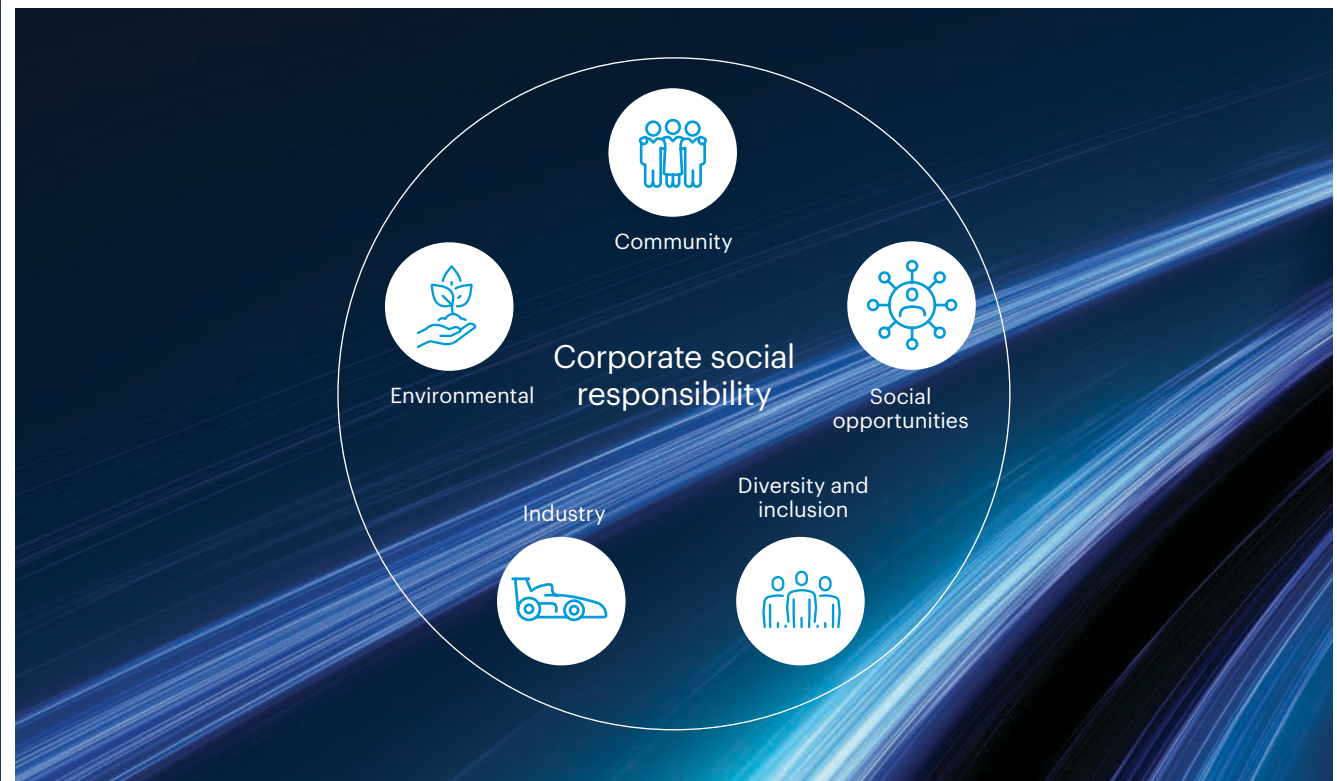 Community
Environmental
Corporate social
responsibility
Social
opportunities
Industry
Diversity and
inclusion